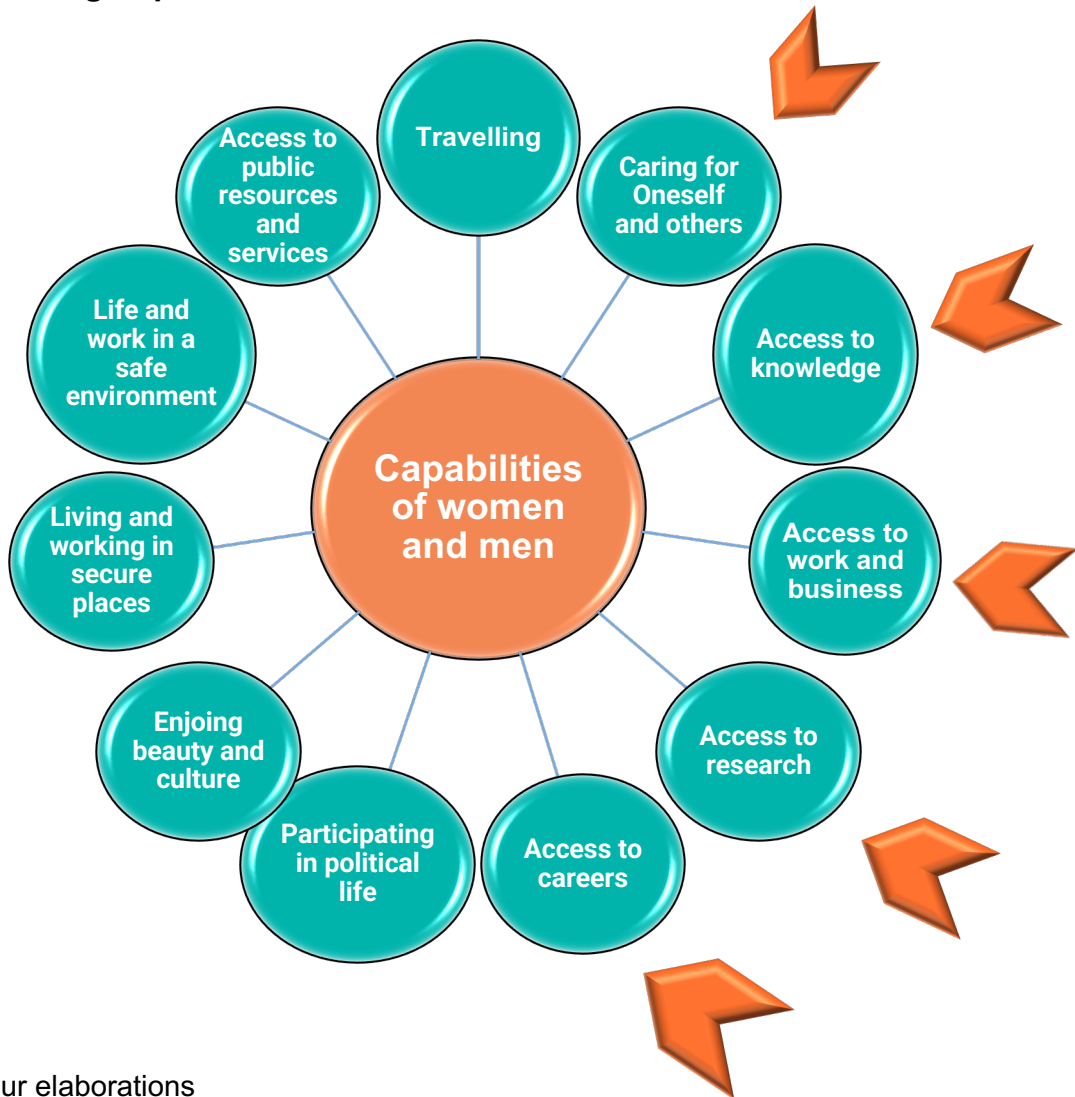 Travelling
Caring for
Oneself
and others
Access to
knowledge
Access to
work and
business
Access to
research
Access to
careers
Participating
in political
life
Enjoing
beauty and
culture
Living and
working in
secure
places
Life and
work in a
safe
environment
Access to
public
resources
and
services
Capabilities
of women
and men
ur elaborations